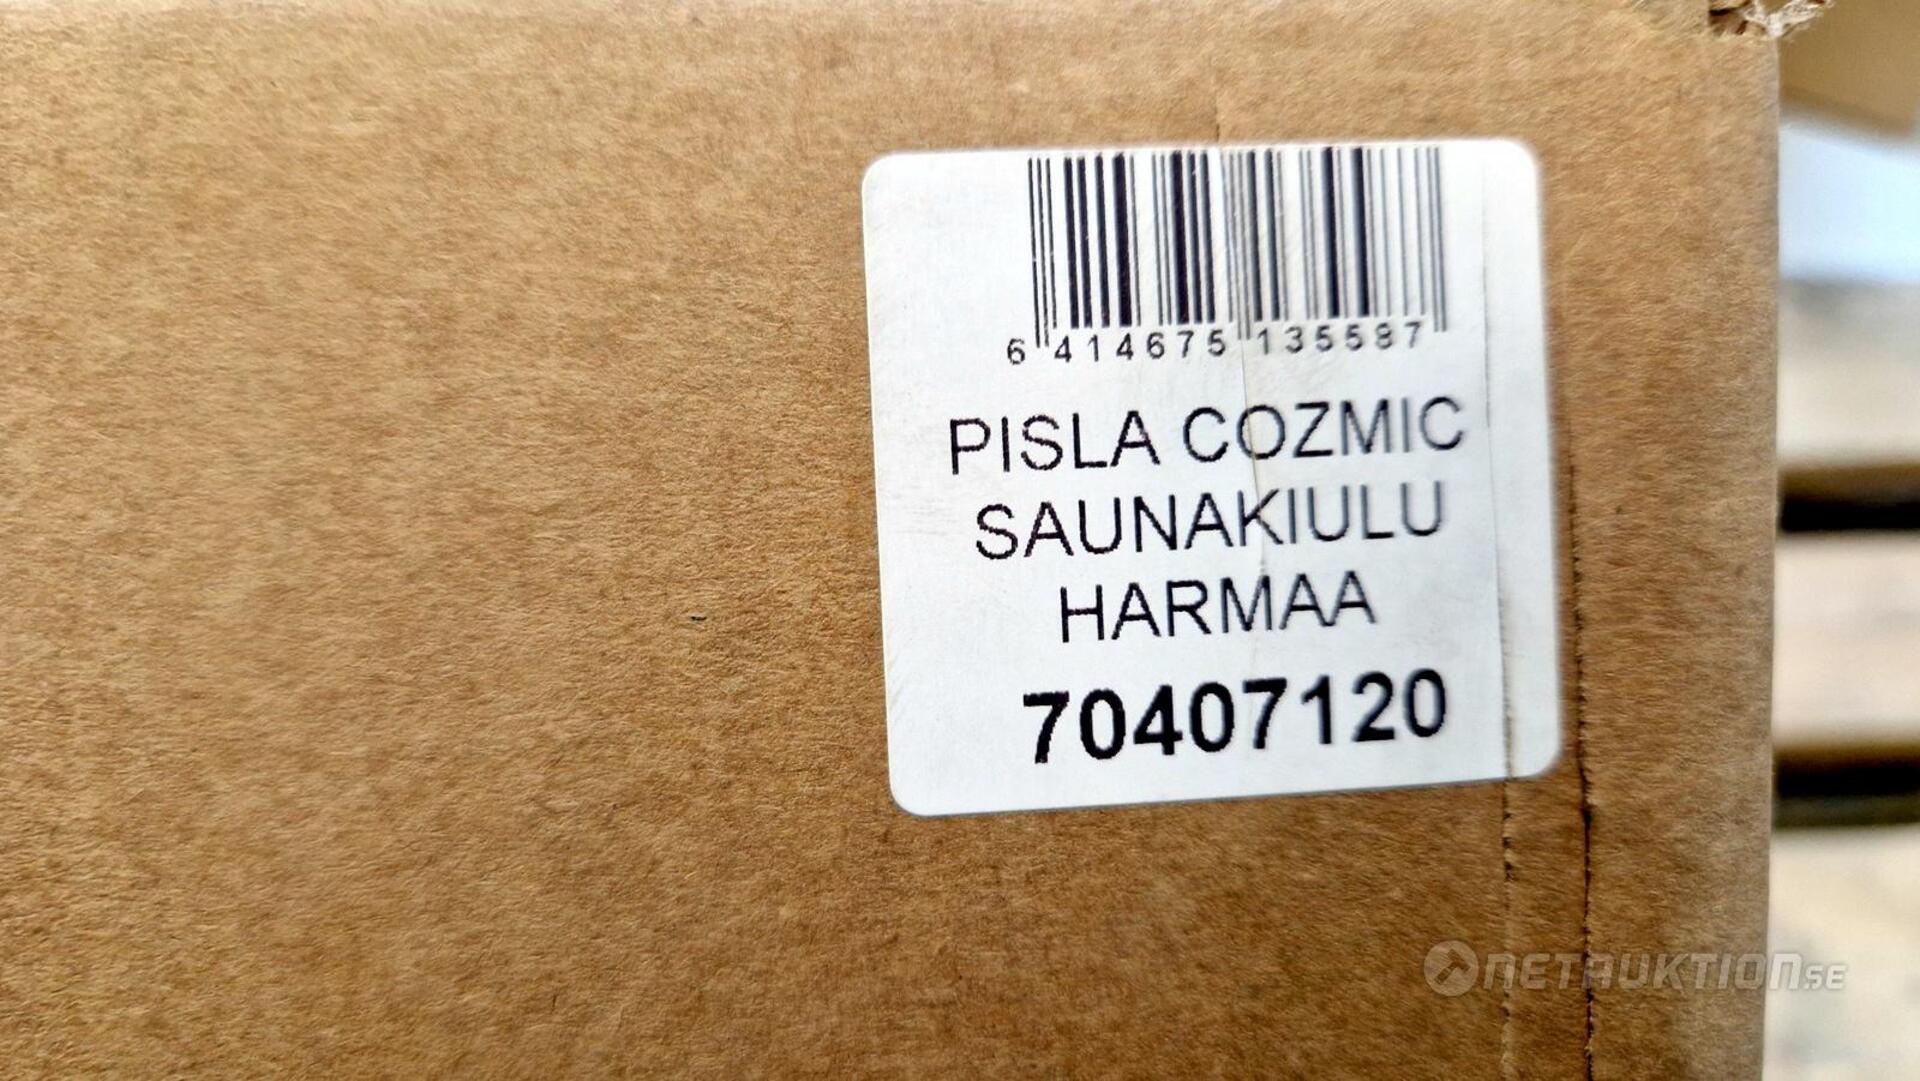 6 414675 135587
PISLA COZMIC
SAUNAKIULU
HARMAA
70407120
NETAUKTION.SE